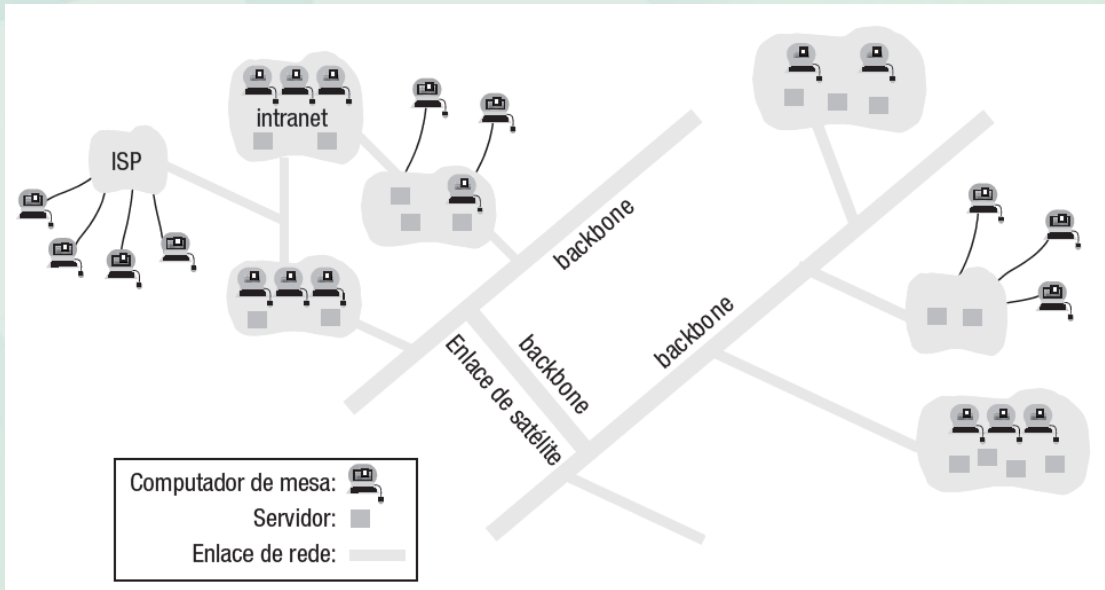 intranet
ISP
backbone
backbone
backbone
Enlace de satélite
Computador de mesa:
Servidor:
Enlace de rede: